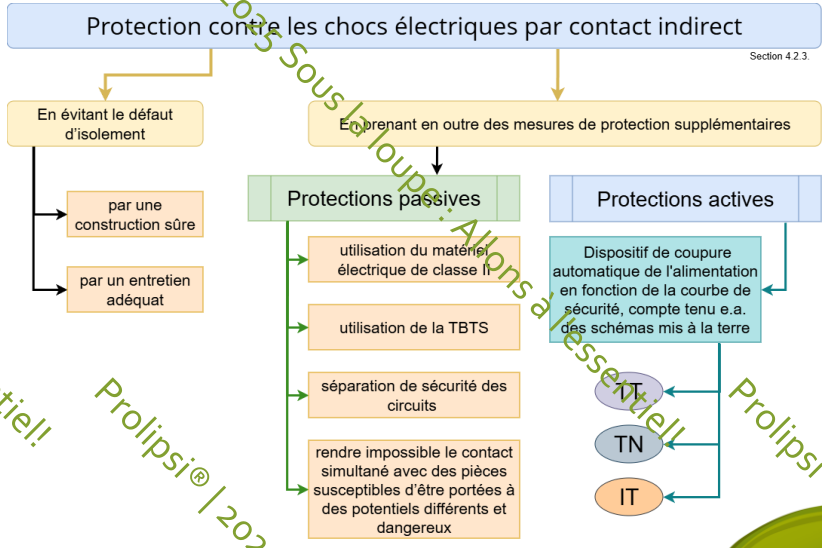 Protection contre les chocs électriques par contact indirect
Section 4.2.3.
En évitant le défaut
d'isolement
En prenant en outre des mesures de protection supplémentaires
par une
construction sûre
par un entretien
adéquat
Protections passives
utilisation du matériel
électrique de classe II
utilisation de la TBTS
séparation de sécurité des
circuits
rendre impossible le contact
simultané avec des pièces
susceptibles d'être portées à
des potentiels différents et
dangereux
Protections actives
Dispositif de coupure
automatique de l'alimentation
en fonction de la courbe de
sécurité, compte tenu e.a.
des schémas mis à la terre
TT
TN
IT
2025 Sous la loupe : Allons à l'essentiel!
tiel!
Prolipsi® | 202
Prolipsi